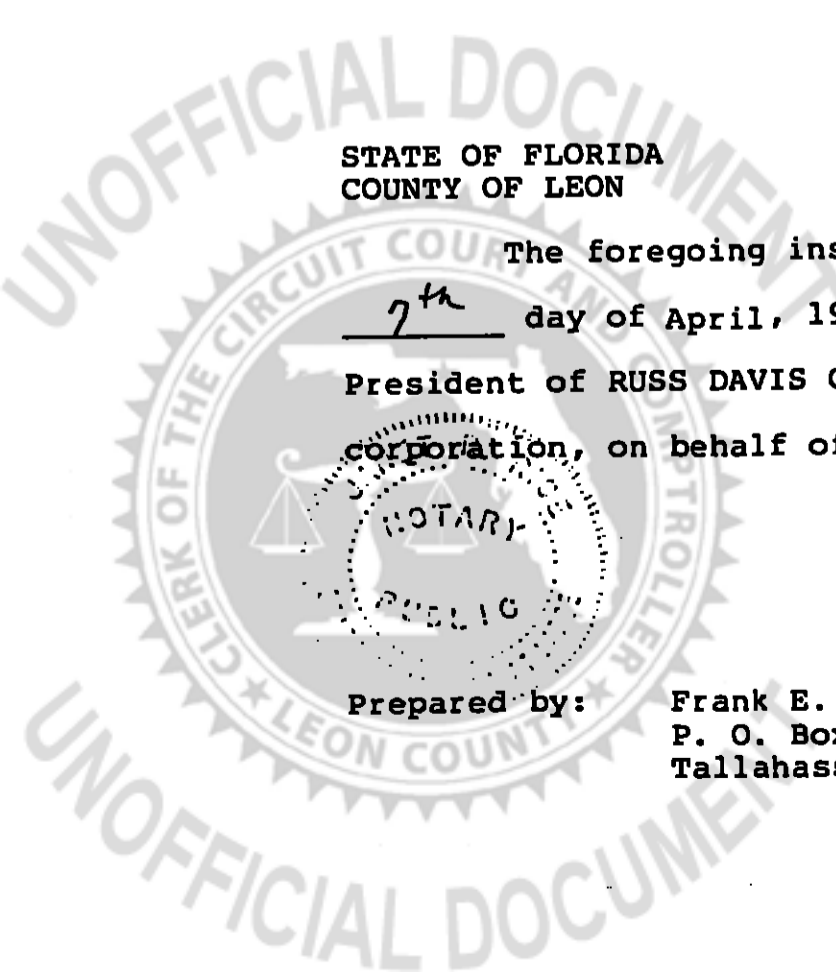 UNOFFICIAL DOCUMENT
CLERK OF THE CIRCUIT COURT AND COMPTROLLER
LEON COUNTY
STATE OF FLORIDA
COUNTY OF LEON
The foregoing ins
7th day of April, 19
President of RUSS DAVIS C
corporation, on behalf of
NOTARY
PUBLIC
Prepared by: Frank E.
P. O. Box
Tallahass
UNOFFICIAL DOCUMENT